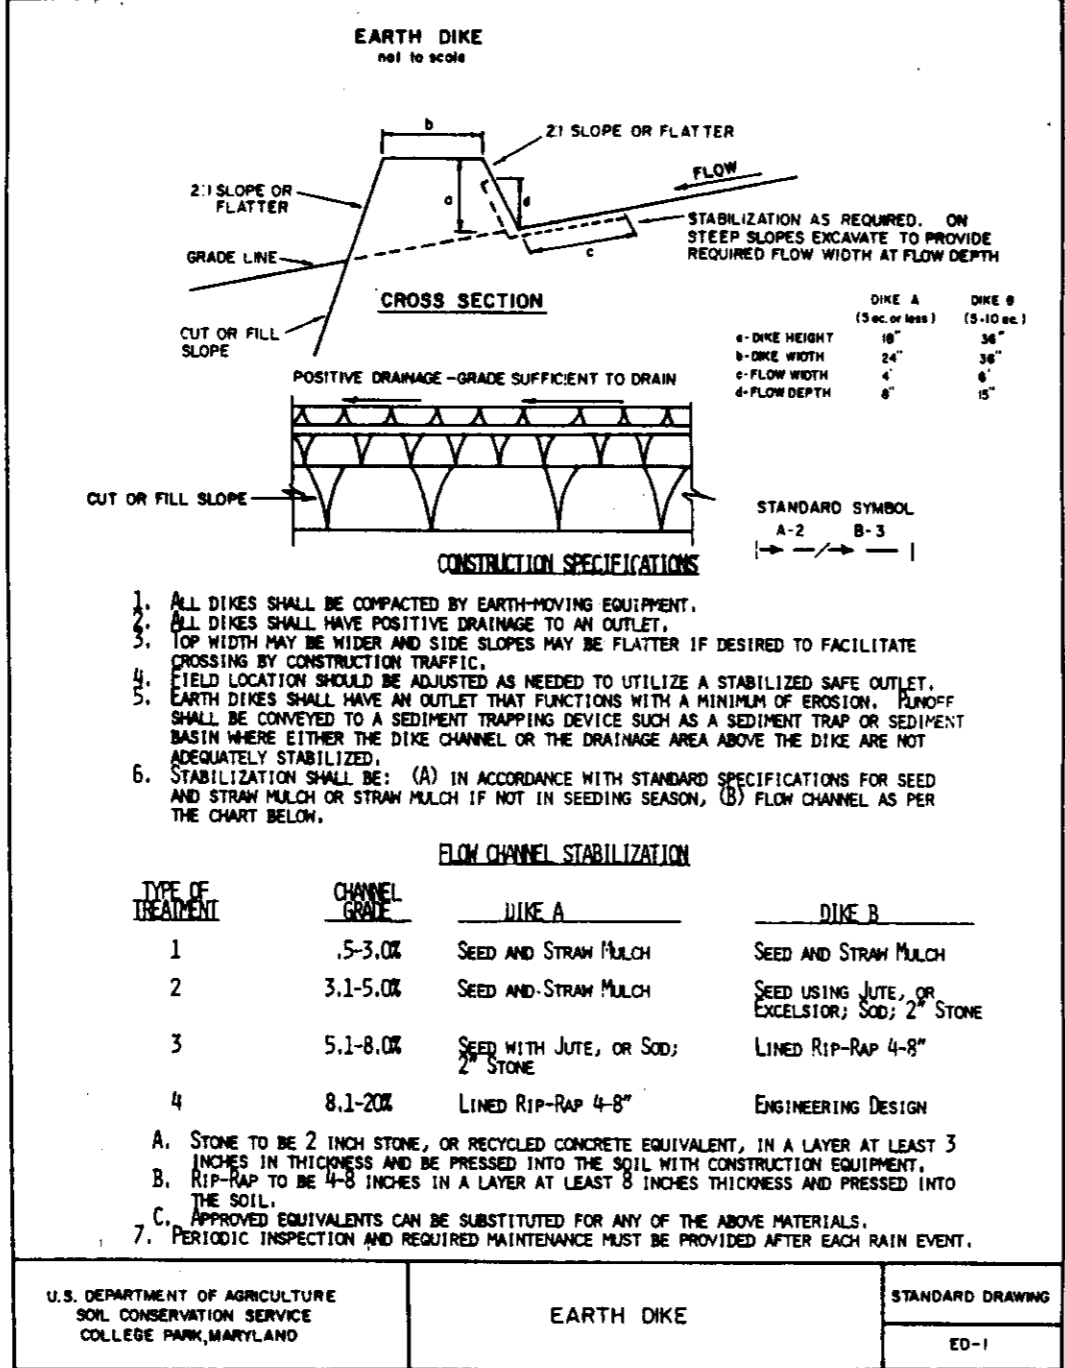 EARTH DIKE
not to scale
b
2:1 SLOPE OR FLATTER
FLOW
2:1 SLOPE OR
FLATTER
a
d
STABILIZATION AS REQUIRED. ON
STEEP SLOPES EXCAVATE TO PROVIDE
REQUIRED FLOW WIDTH AT FLOW DEPTH
GRADE LINE
c
CROSS SECTION
CUT OR FILL
SLOPE
DIKE A DIKE B
(5 ac. or less) (5-10 ac.)
a-DIKE HEIGHT 18" 36"
b-DIKE WIDTH 24" 36"
c-FLOW WIDTH 4' 6'
d-FLOW DEPTH 8" 15"
POSITIVE DRAINAGE-GRADE SUFFICIENT TO DRAIN
CUT OR FILL SLOPE
STANDARD SYMBOL
A-2 B-3
CONSTRUCTION SPECIFICATIONS
1. ALL DIKES SHALL BE COMPACTED BY EARTH-MOVING EQUIPMENT.
2. ALL DIKES SHALL HAVE POSITIVE DRAINAGE TO AN OUTLET.
3. TOP WIDTH MAY BE WIDER AND SIDE SLOPES MAY BE FLATTER IF DESIRED TO FACILITATE
CROSSING BY CONSTRUCTION TRAFFIC.
4. FIELD LOCATION SHOULD BE ADJUSTED AS NEEDED TO UTILIZE A STABILIZED SAFE OUTLET.
5. EARTH DIKES SHALL HAVE AN OUTLET THAT FUNCTIONS WITH A MINIMUM OF EROSION. RUNOFF
SHALL BE CONVEYED TO A SEDIMENT TRAPPING DEVICE SUCH AS A SEDIMENT TRAP OR SEDIMENT
BASIN WHERE EITHER THE DIKE CHANNEL OR THE DRAINAGE AREA ABOVE THE DIKE ARE NOT
ADEQUATELY STABILIZED.
6. STABILIZATION SHALL BE: (A) IN ACCORDANCE WITH STANDARD SPECIFICATIONS FOR SEED
AND STRAW MULCH OR STRAW MULCH IF NOT IN SEEDING SEASON, (B) FLOW CHANNEL AS PER
THE CHART BELOW.
FLOW CHANNEL STABILIZATION
TYPE OF CHANNEL
TREATMENT GRADE DIKE A DIKE B
1 .5-3.0% SEED AND STRAW MULCH SEED AND STRAW MULCH
2 3.1-5.0% SEED AND STRAW MULCH SEED USING JUTE, OR
EXCELSIOR; SOD; 2" STONE
3 5.1-8.0% SEED WITH JUTE, OR SOD; LINED RIP-RAP 4-8"
2" STONE
4 8.1-20% LINED RIP-RAP 4-8" ENGINEERING DESIGN
A. STONE TO BE 2 INCH STONE, OR RECYCLED CONCRETE EQUIVALENT, IN A LAYER AT LEAST 3
INCHES IN THICKNESS AND BE PRESSED INTO THE SOIL WITH CONSTRUCTION EQUIPMENT.
B. RIP-RAP TO BE 4-8 INCHES IN A LAYER AT LEAST 8 INCHES THICKNESS AND PRESSED INTO
THE SOIL.
C. APPROVED EQUIVALENTS CAN BE SUBSTITUTED FOR ANY OF THE ABOVE MATERIALS.
7. PERIODIC INSPECTION AND REQUIRED MAINTENANCE MUST BE PROVIDED AFTER EACH RAIN EVENT.
U.S. DEPARTMENT OF AGRICULTURE
SOIL CONSERVATION SERVICE
COLLEGE PARK, MARYLAND
EARTH DIKE
STANDARD DRAWING
ED-1